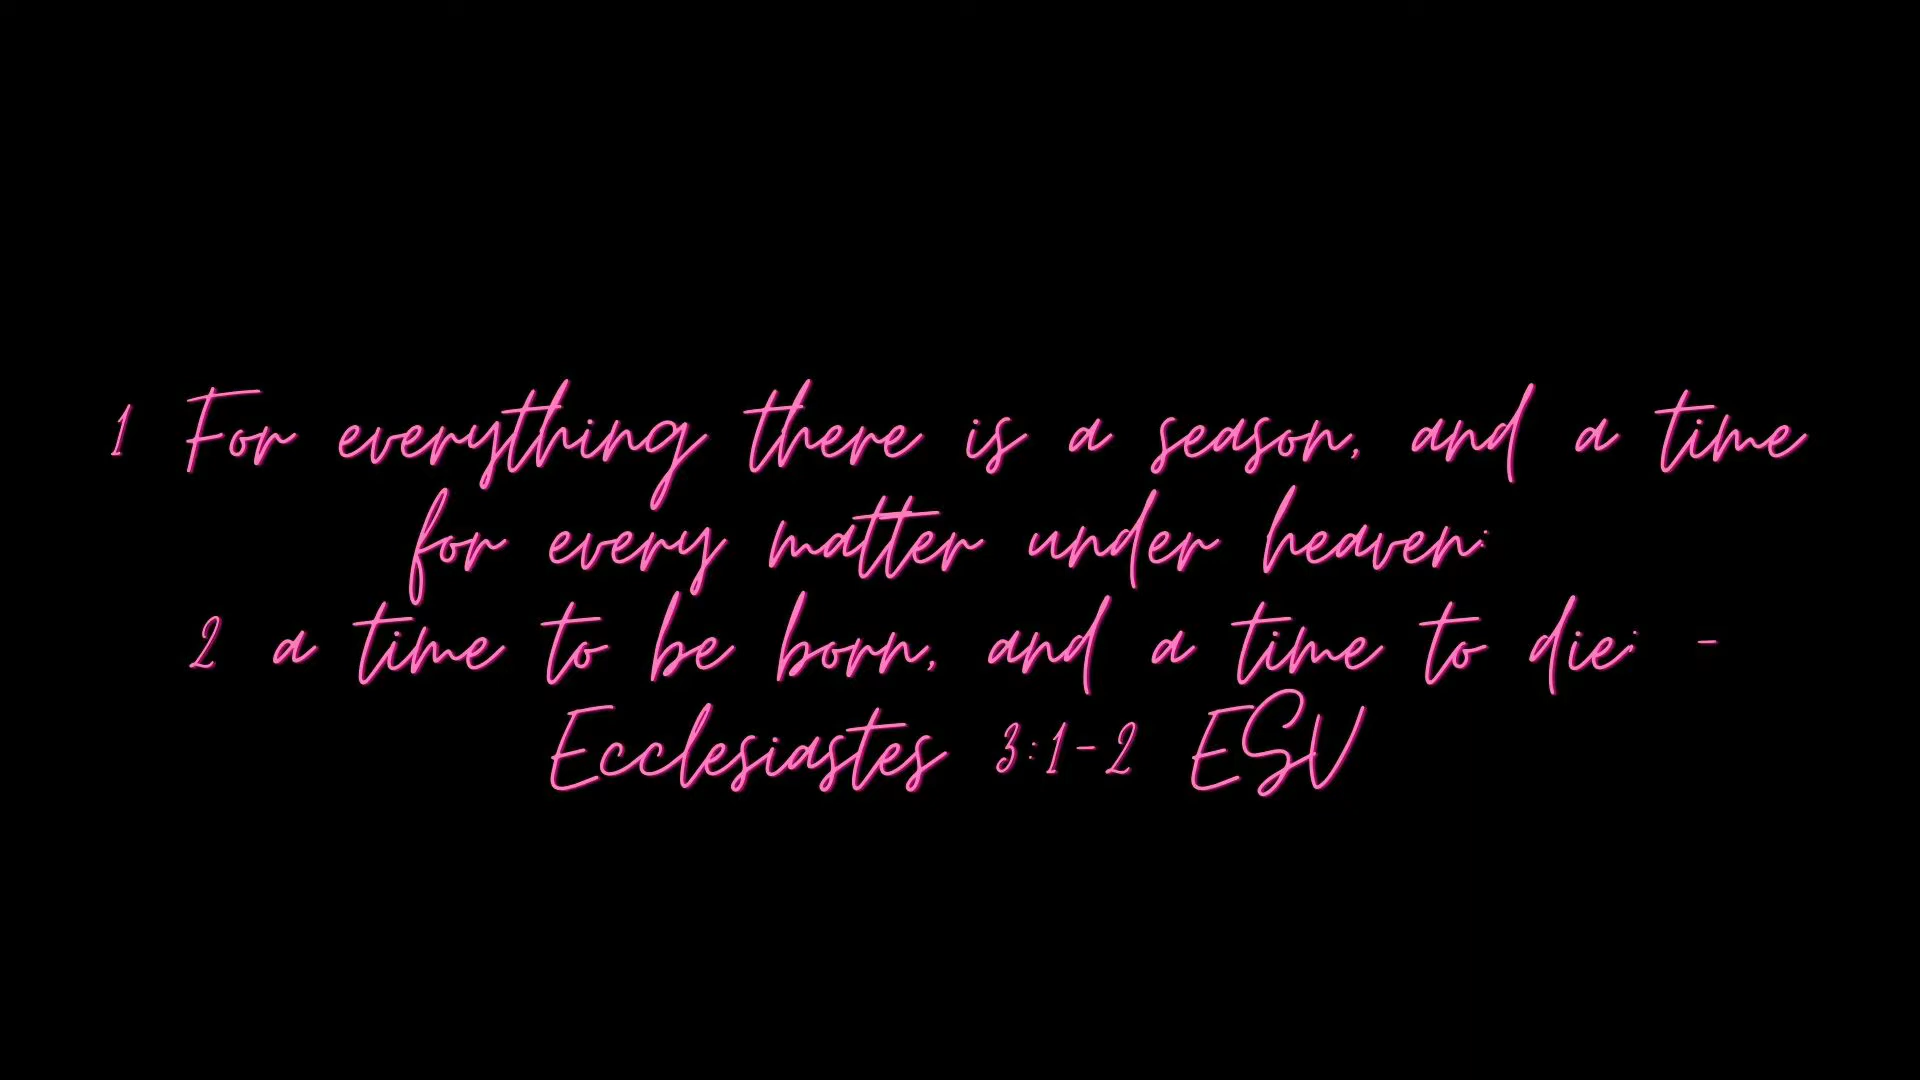 1 For everything there is a season, and a time
for every matter under heaven:
2 a time to be born, and a time to die; -
Ecclesiastes 3:1-2 ESV